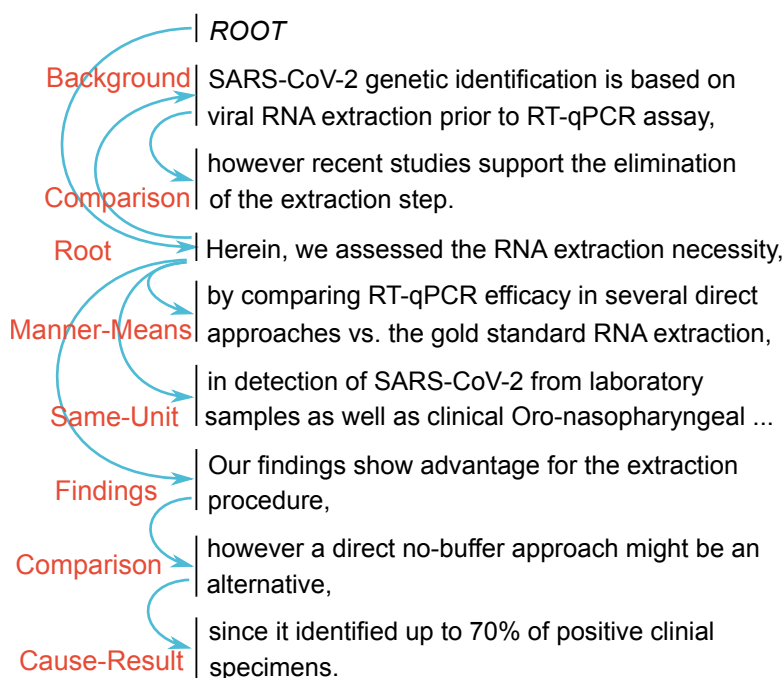 ROOT
Background
SARS-CoV-2 genetic identification is based on
viral RNA extraction prior to RT-qPCR assay,
Comparison
however recent studies support the elimination
of the extraction step.
Root
Herein, we assessed the RNA extraction necessity,
Manner-Means
by comparing RT-qPCR efficacy in several direct
approaches vs. the gold standard RNA extraction,
Same-Unit
in detection of SARS-CoV-2 from laboratory
samples as well as clinical Oro-nasopharyngeal ...
Findings
Our findings show advantage for the extraction
procedure,
Comparison
however a direct no-buffer approach might be an
alternative,
Cause-Result
since it identified up to 70% of positive clinial
specimens.